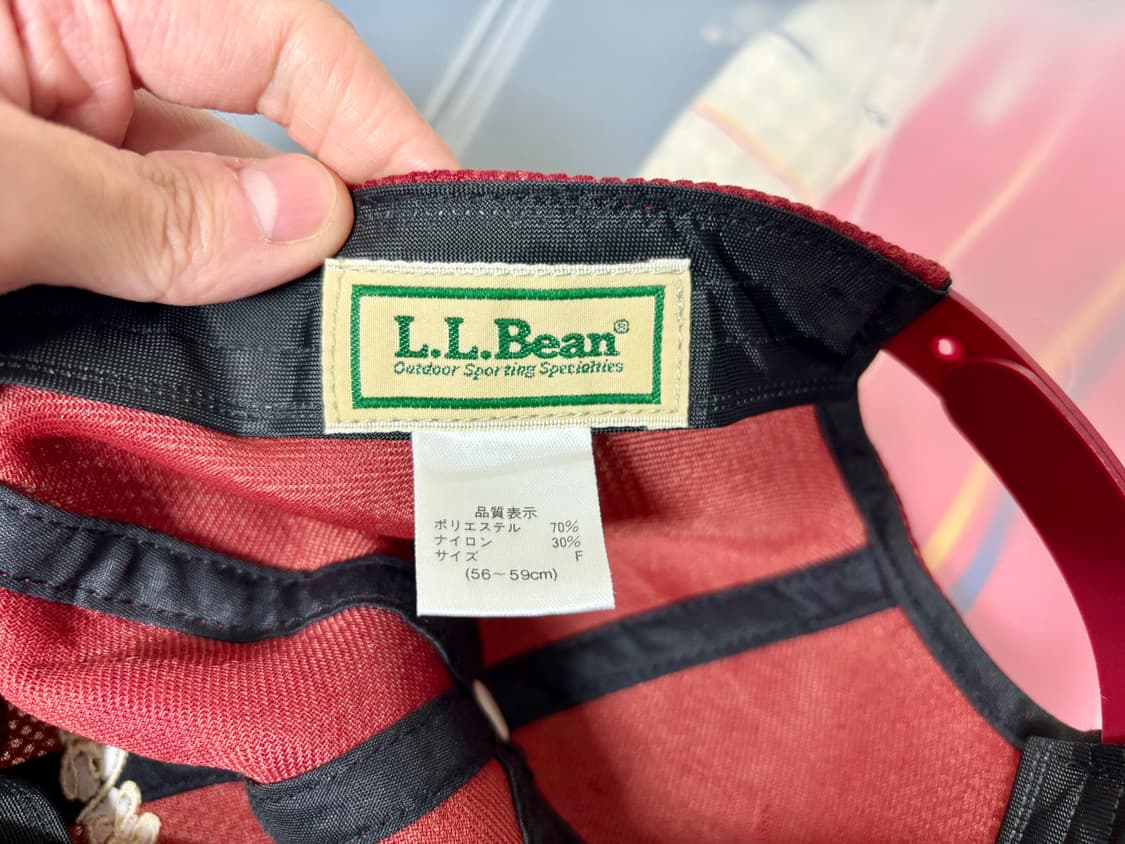 L.L.Bean®
Outdoor Sporting Specialties
品質表示
ポリエステル 70%
ナイロン 30%
サイズ F
(56～59cm)